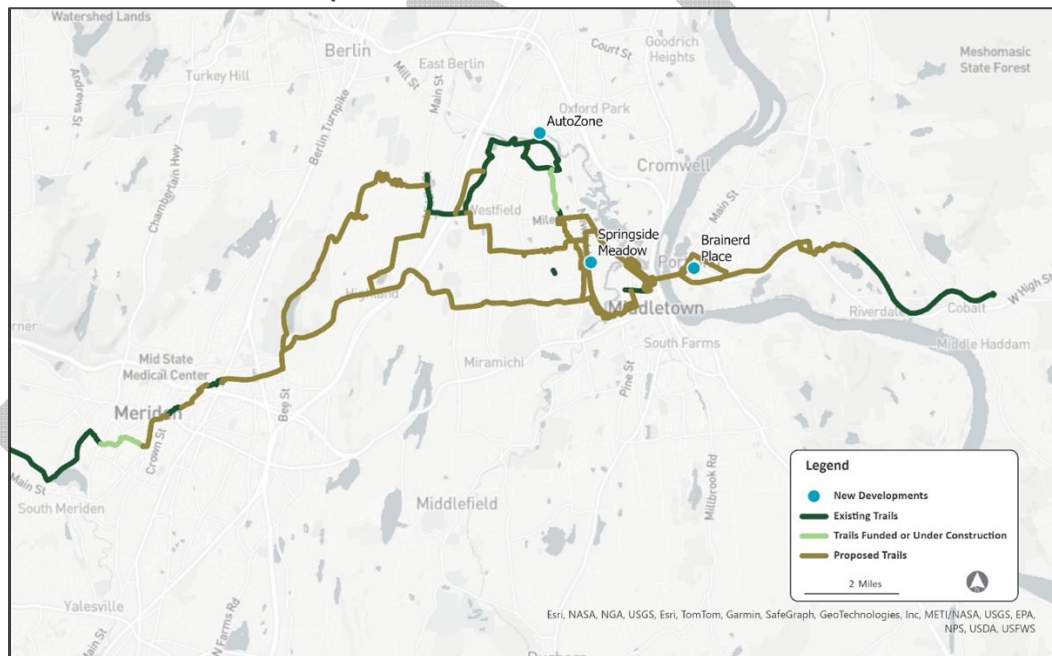 Watershed Lands
Berlin
Goodrich
Heights
Court St
East Berlin
Meshomasic
State Forest
Turkey Hill
Mill St
Main St
Andrews St
Berlin Turnpike
Oxford Park
AutoZone
Chamberlain Hwy
Cromwell
Main St
Westfield
Mile
Springside
Meadow
Brainerd
Place
Port
Highland
Middletown
W High St
Riverdale
Cobalt
South Farms
Middle Haddam
Miramichi
Mid State
Medical Center
Pine St
Bee St
Meriden
Crown St
Main St
South Meriden
Middlefield
Millbrook Rd
Legend
New Developments
Existing Trails
Trails Funded or Under Construction
Proposed Trails
2 Miles
Yalesville
Main St
N Farms Rd
Esri, NASA, NGA, USGS, Esri, TomTom, Garmin, SafeGraph, GeoTechnologies, Inc, METI/NASA, USGS, EPA,
NPS, USDA, USFWS